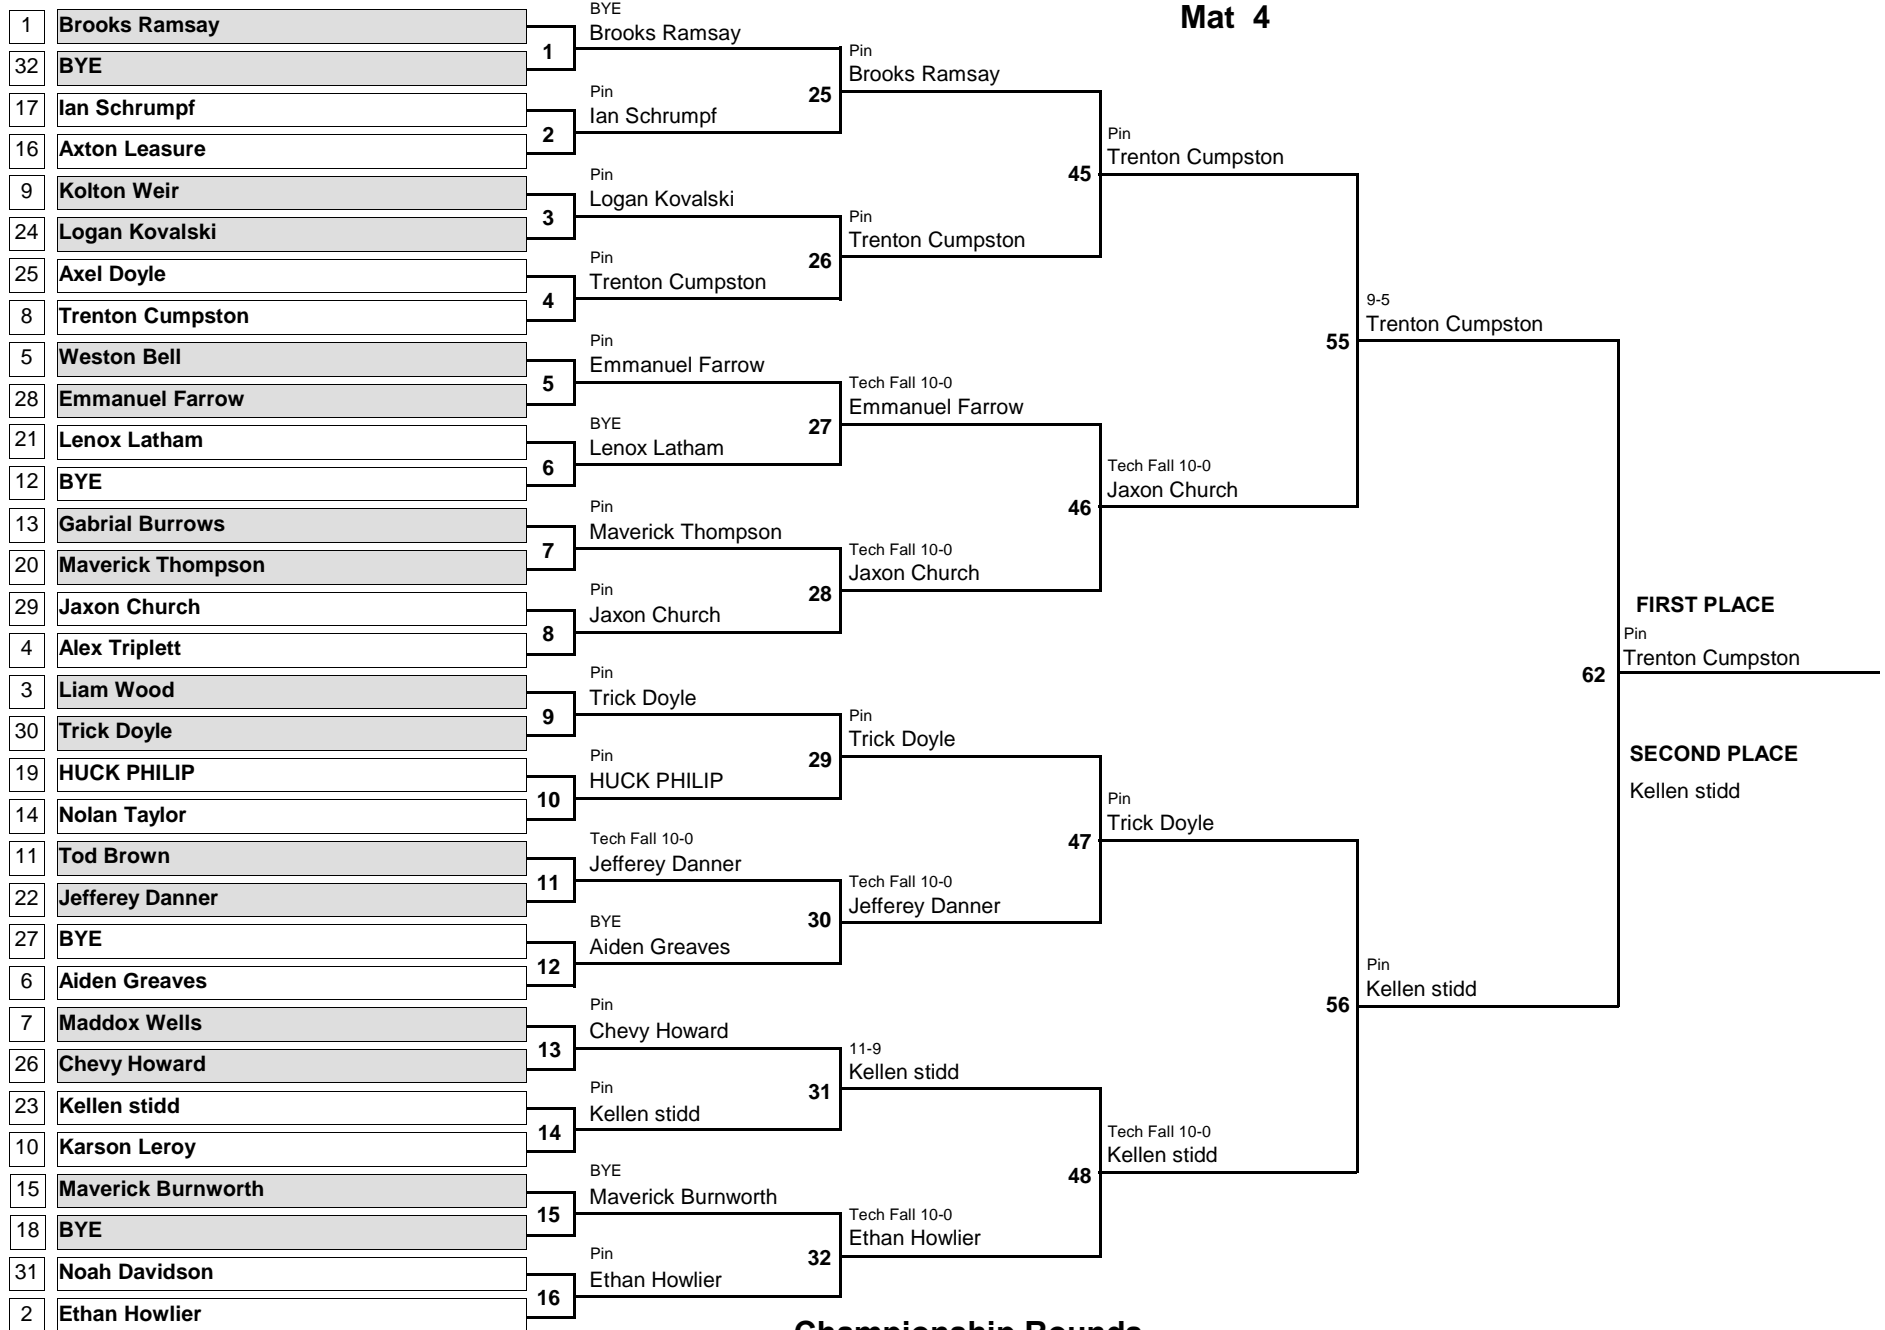 Mat 4
1 Brooks Ramsay
32 BYE
17 Ian Schrumpf
16 Axton Leasure
9 Kolton Weir
24 Logan Kovalski
25 Axel Doyle
8 Trenton Cumpston
5 Weston Bell
28 Emmanuel Farrow
21 Lenox Latham
12 BYE
13 Gabrial Burrows
20 Maverick Thompson
29 Jaxon Church
4 Alex Triplett
3 Liam Wood
30 Trick Doyle
19 HUCK PHILIP
14 Nolan Taylor
11 Tod Brown
22 Jefferey Danner
27 BYE
6 Aiden Greaves
7 Maddox Wells
26 Chevy Howard
23 Kellen stidd
10 Karson Leroy
15 Maverick Burnworth
18 BYE
31 Noah Davidson
2 Ethan Howlier
1
2
3
4
5
6
7
8
9
10
11
12
13
14
15
16
BYE
Brooks Ramsay
Pin
Ian Schrumpf
Pin
Logan Kovalski
Pin
Trenton Cumpston
Pin
Emmanuel Farrow
BYE
Lenox Latham
Pin
Maverick Thompson
Pin
Jaxon Church
Pin
Trick Doyle
Pin
HUCK PHILIP
Tech Fall 10-0
Jefferey Danner
BYE
Aiden Greaves
Pin
Chevy Howard
Pin
Kellen stidd
BYE
Maverick Burnworth
Pin
Ethan Howlier
25
26
27
28
29
30
31
32
Pin
Brooks Ramsay
Pin
Trenton Cumpston
Tech Fall 10-0
Emmanuel Farrow
Tech Fall 10-0
Jaxon Church
Pin
Trick Doyle
Tech Fall 10-0
Jefferey Danner
11-9
Kellen stidd
Tech Fall 10-0
Ethan Howlier
45
46
47
48
Pin
Trenton Cumpston
Tech Fall 10-0
Jaxon Church
Pin
Trick Doyle
Tech Fall 10-0
Kellen stidd
55
56
9-5
Trenton Cumpston
Pin
Kellen stidd
62
FIRST PLACE
Pin
Trenton Cumpston
SECOND PLACE
Kellen stidd
Championship Rounds